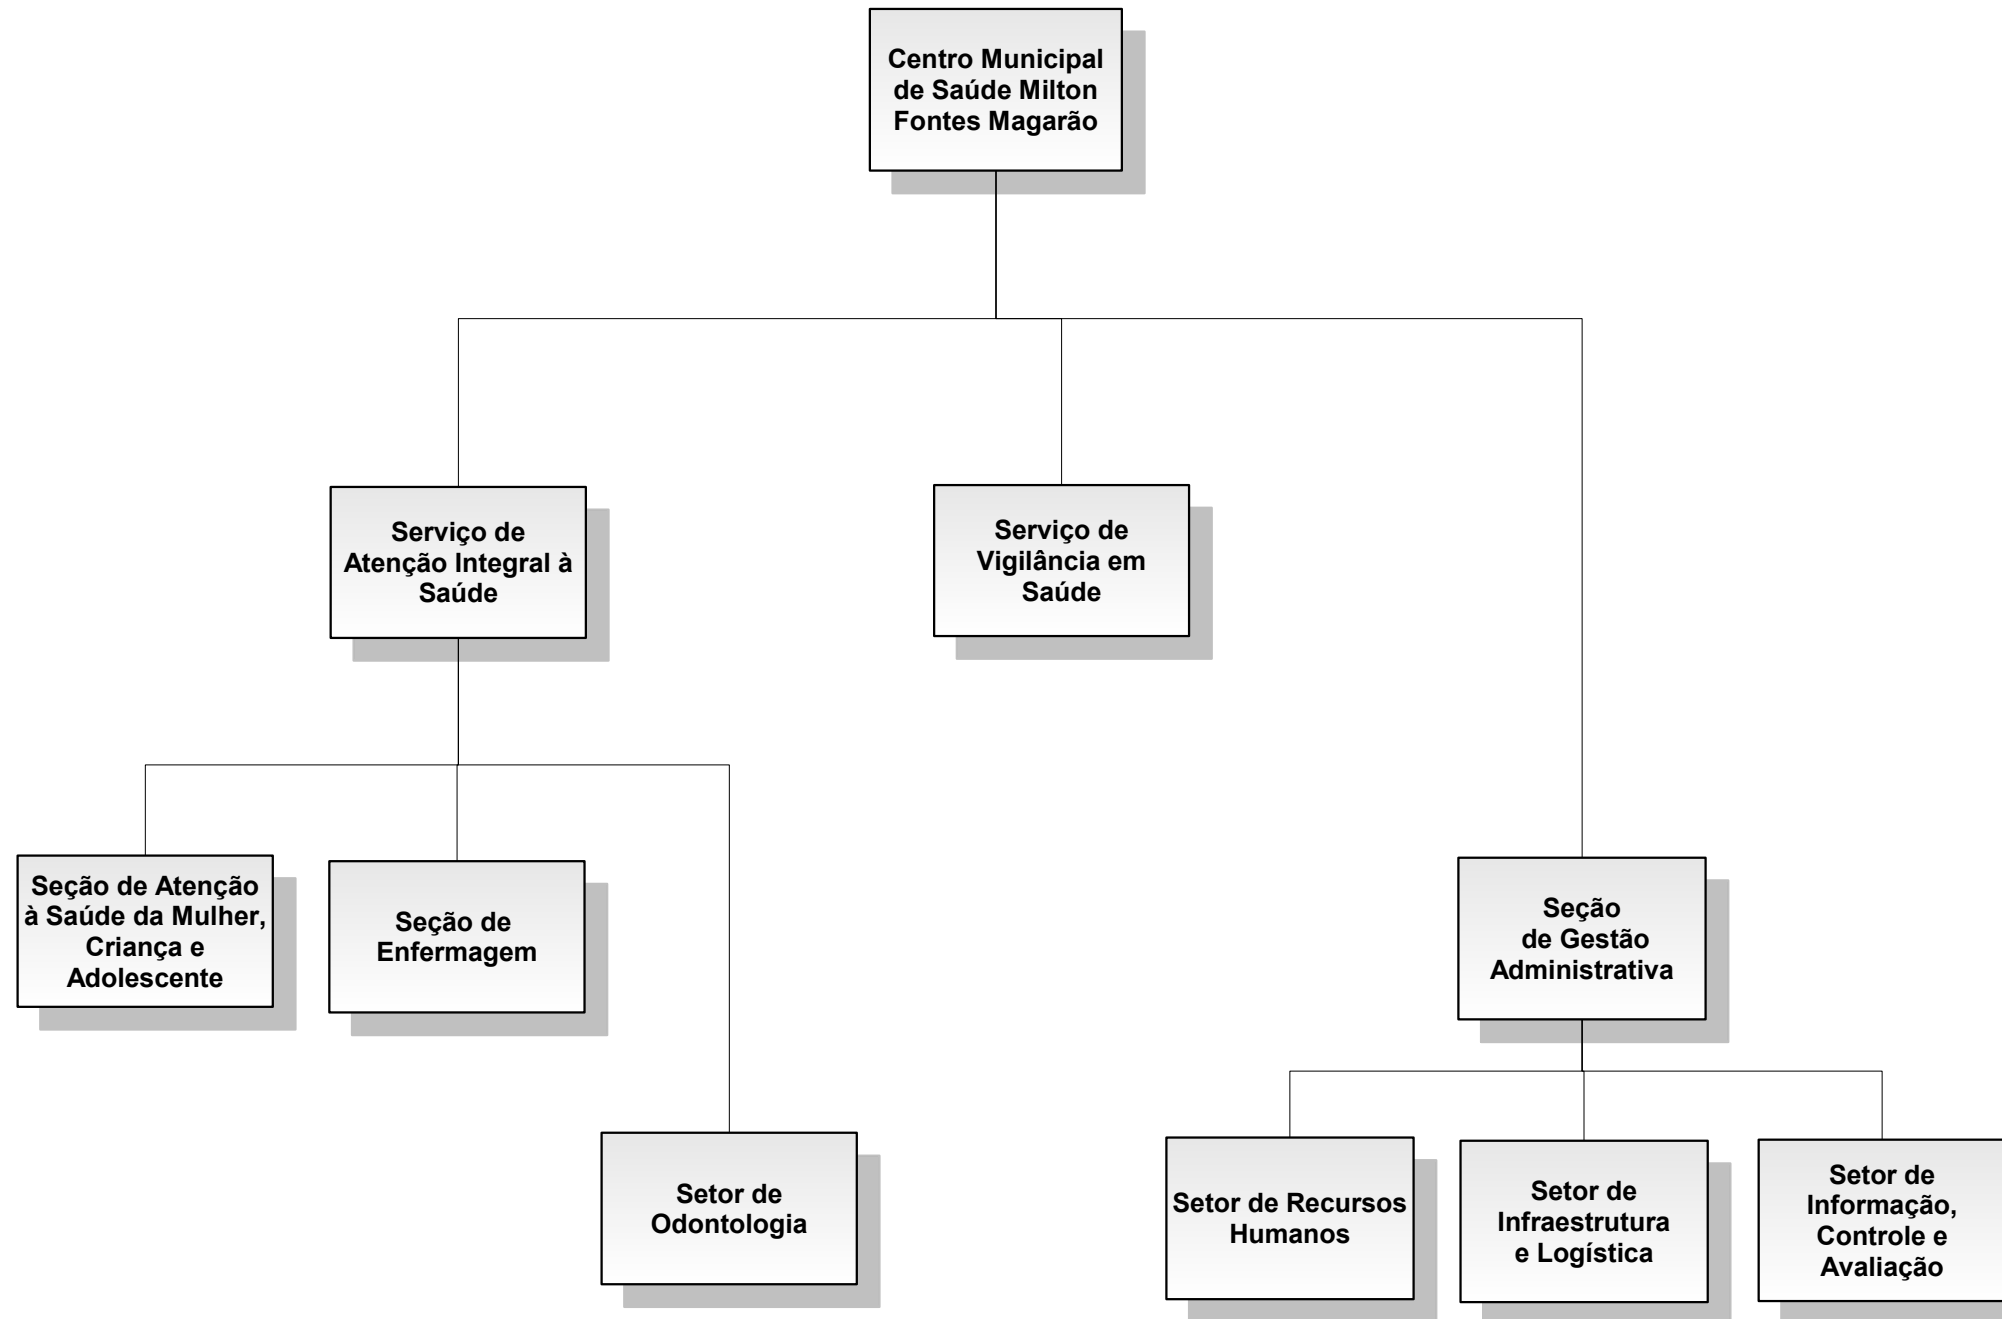 Centro Municipal
de Saúde Milton
Fontes Magarão
Serviço de
Atenção Integral à
Saúde
Serviço de
Vigilância em
Saúde
Seção de Atenção
à Saúde da Mulher,
Criança e
Adolescente
Seção de
Enfermagem
Seção
de Gestão
Administrativa
Setor de
Odontologia
Setor de Recursos
Humanos
Setor de
Infraestrutura
e Logística
Setor de
Informação,
Controle e
Avaliação